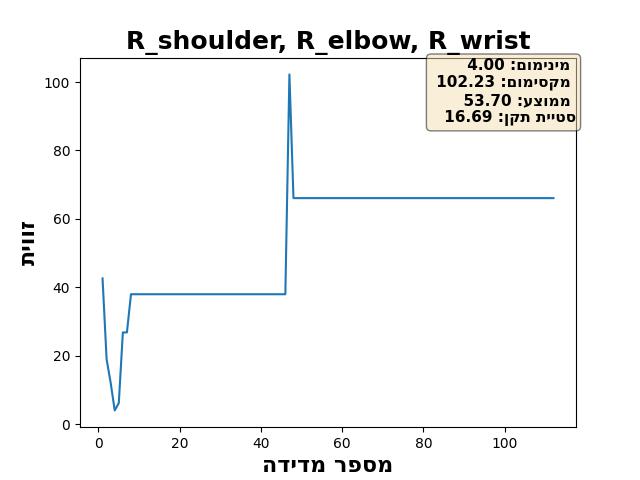 R_shoulder, R_elbow, R_wrist
מינימום: 4.00
מקסימום: 102.23
ממוצע: 53.70
סטיית תקן: 16.69
זווית
100
80
60
40
20
0
0 20 40 60 80 100
מספר מדידה